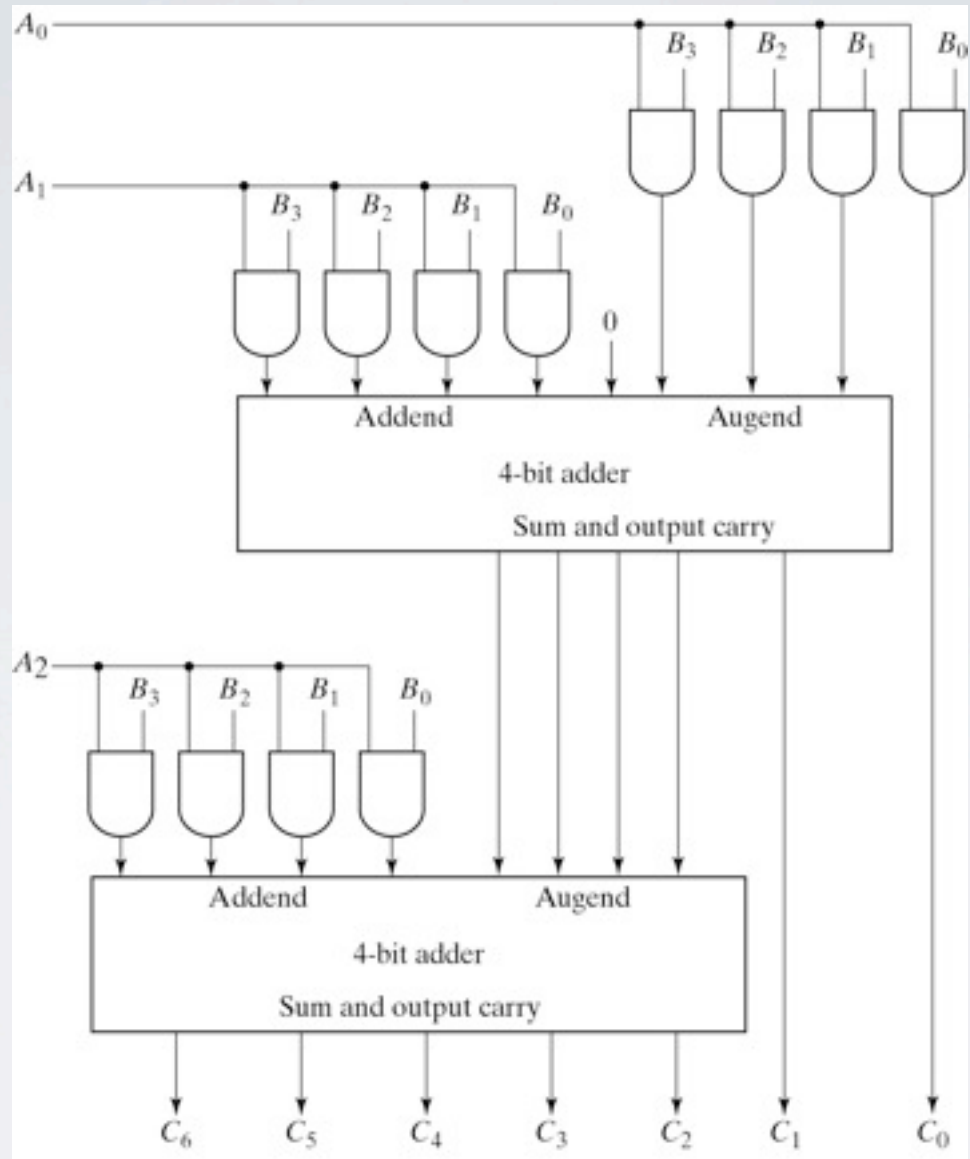 A₀
B₃ B₂ B₁ B₀
A₁
B₃ B₂ B₁ B₀
0
Addend Augend
4-bit adder
Sum and output carry
A₂
B₃ B₂ B₁ B₀
Addend Augend
4-bit adder
Sum and output carry
C₆ C₅ C₄ C₃ C₂ C₁ C₀